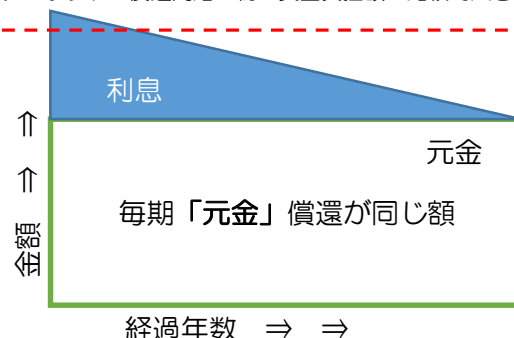 利息
元金
毎期「元金」償還が同じ額
金額 ⇒ ⇒
経過年数 ⇒ ⇒